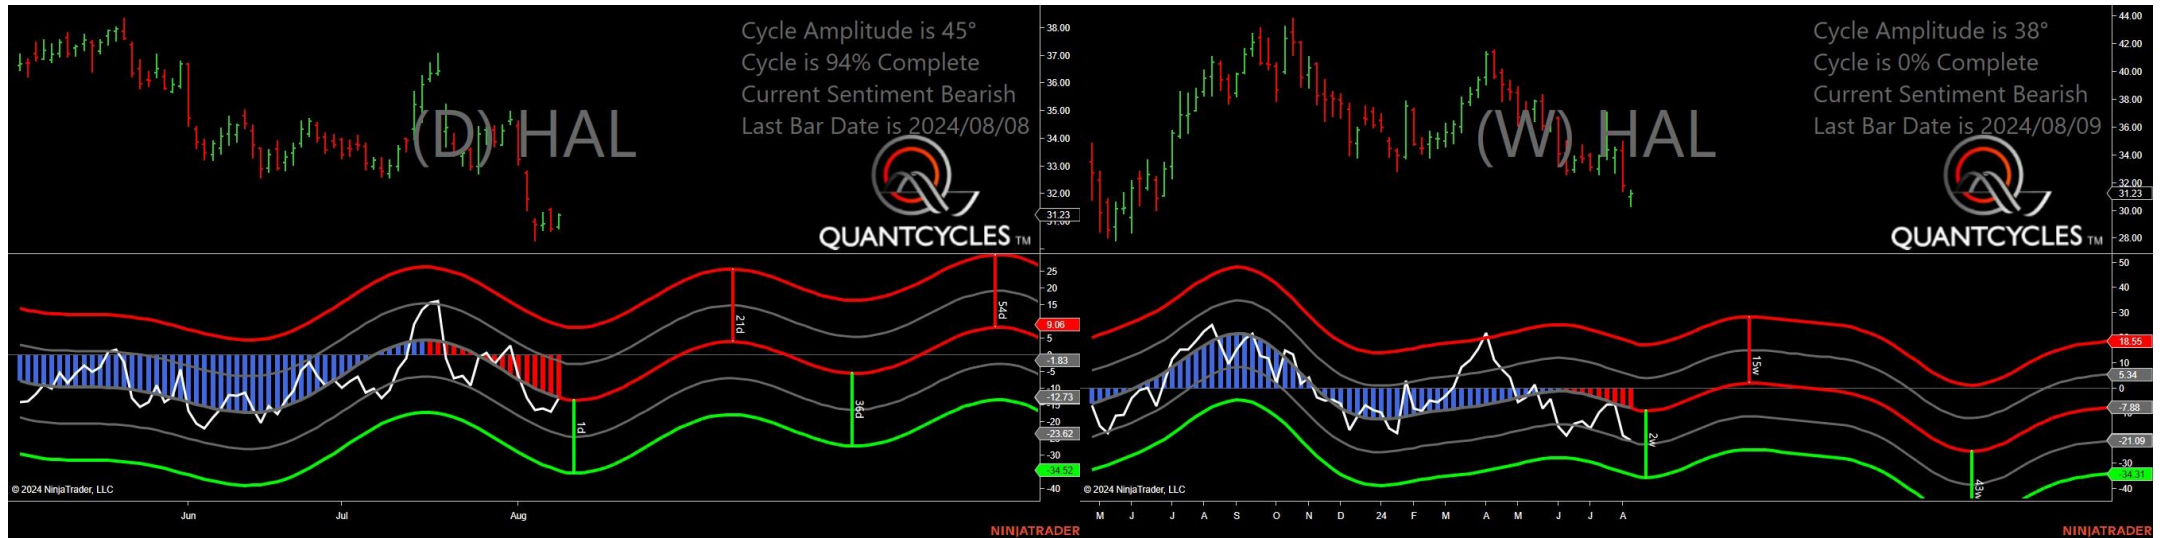 Cycle Amplitude is 45°
Cycle is 94% Complete
Current Sentiment Bearish
Last Bar Date is 2024/08/08
(D) HAL
QUANTCYCLES TM
38.00
37.00
36.00
35.00
34.00
33.00
32.00
31.23
25
20
15
9.06
5
0
-1.83
-5
-10
-12.73
-20
-23.62
-30
-34.52
-40
1d
21d
36d
54d
© 2024 NinjaTrader, LLC
Jun
Jul
Aug
NINJATRADER
Cycle Amplitude is 38°
Cycle is 0% Complete
Current Sentiment Bearish
Last Bar Date is 2024/08/09
(W) HAL
QUANTCYCLES TM
44.00
42.00
40.00
38.00
36.00
34.00
32.00
31.23
30.00
28.00
50
40
30
18.55
10
5.34
0
-7.88
-21.09
-30
-34.31
-40
2w
15w
43w
© 2024 NinjaTrader, LLC
M J J A S O N D 24 F M A M J J A
NINJATRADER